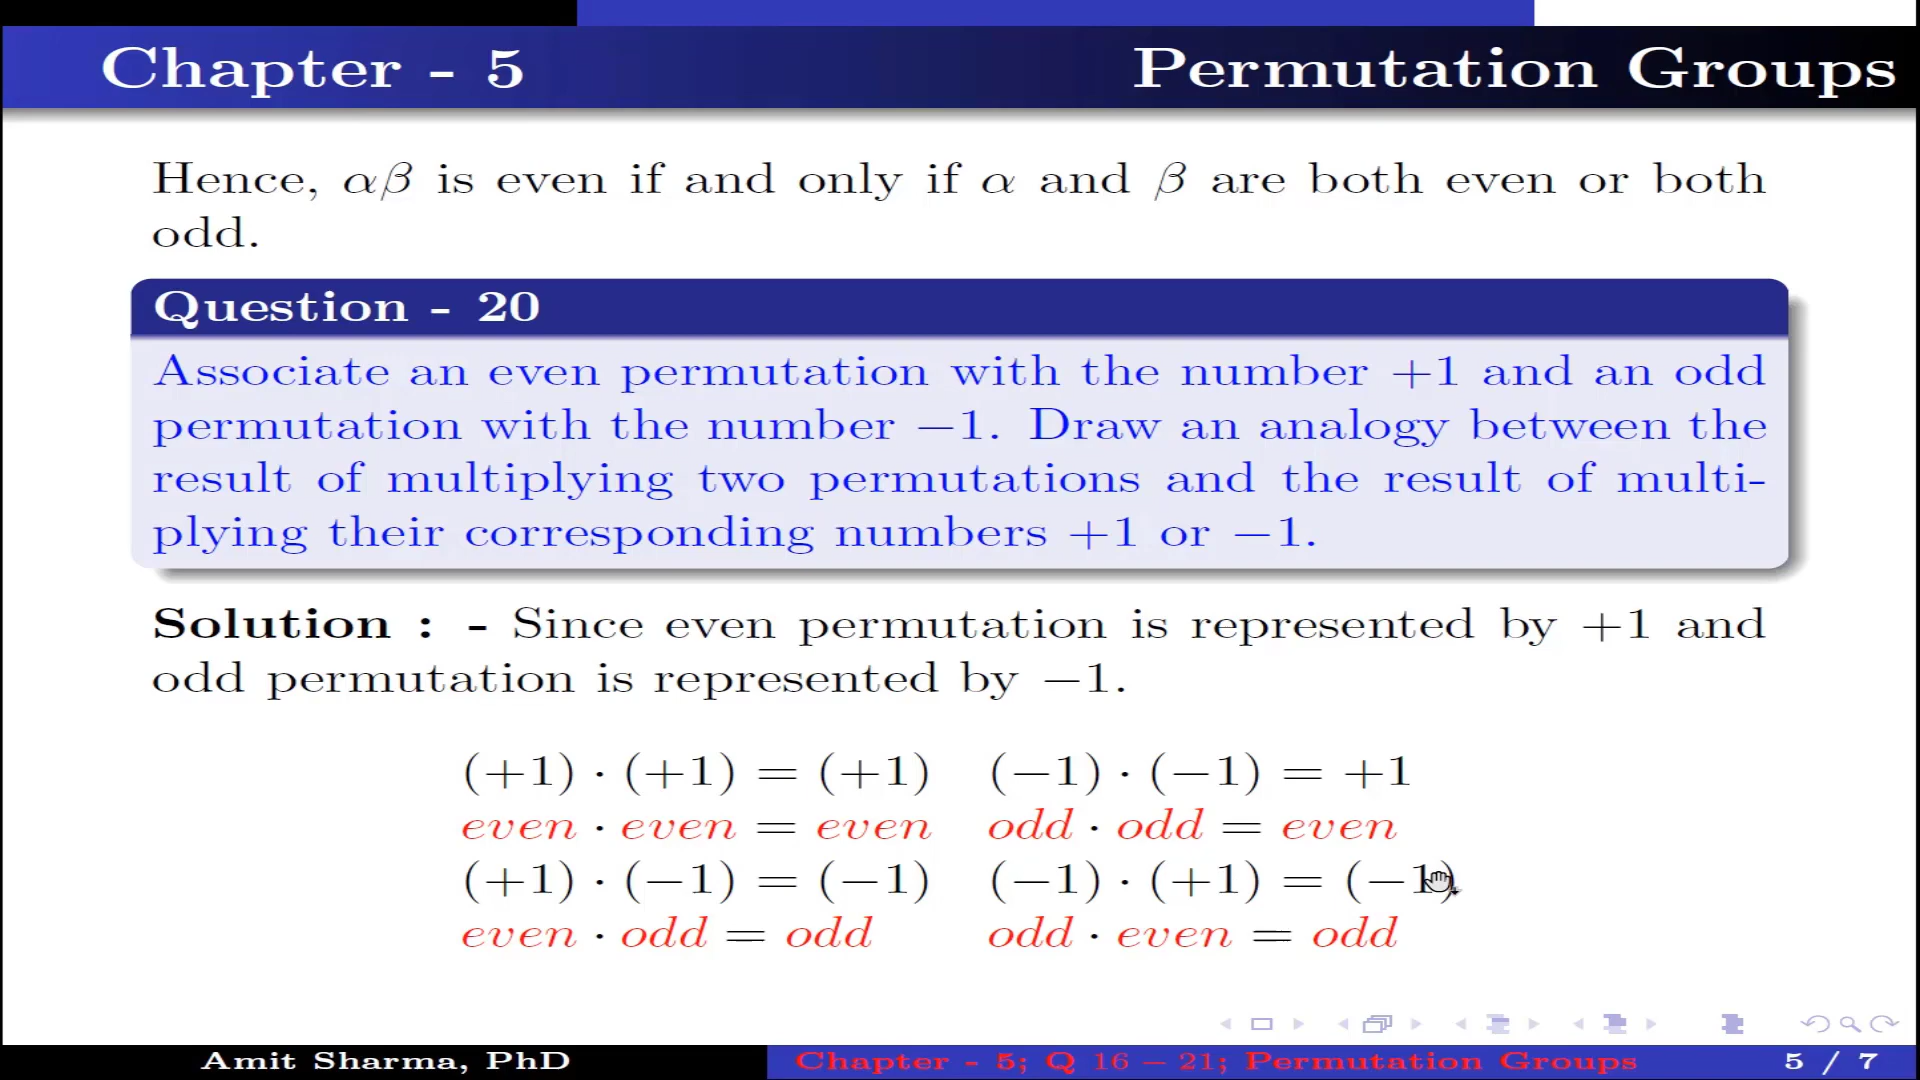 Chapter - 5 Permutation Groups
Hence, αβ is even if and only if α and β are both even or both
odd.
Question - 20
Associate an even permutation with the number +1 and an odd
permutation with the number −1. Draw an analogy between the
result of multiplying two permutations and the result of multi-
plying their corresponding numbers +1 or −1.
Solution : - Since even permutation is represented by +1 and
odd permutation is represented by −1.
(+1) · (+1) = (+1) (−1) · (−1) = +1
even · even = even odd · odd = even
(+1) · (−1) = (−1) (−1) · (+1) = (−1)
even · odd = odd odd · even = odd
Amit Sharma, PhD Chapter - 5; Q 16 − 21; Permutation Groups 5 / 7